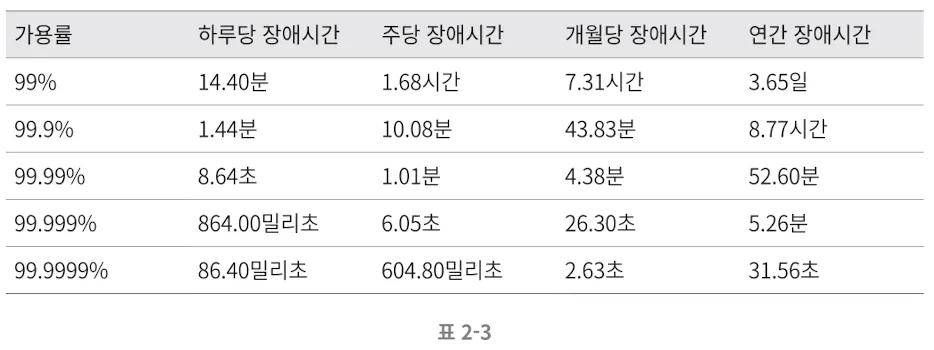 가용률 하루당 장애시간 주당 장애시간 개월당 장애시간 연간 장애시간
99% 14.40분 1.68시간 7.31시간 3.65일
99.9% 1.44분 10.08분 43.83분 8.77시간
99.99% 8.64초 1.01분 4.38분 52.60분
99.999% 864.00밀리초 6.05초 26.30초 5.26분
99.9999% 86.40밀리초 604.80밀리초 2.63초 31.56초
표 2-3